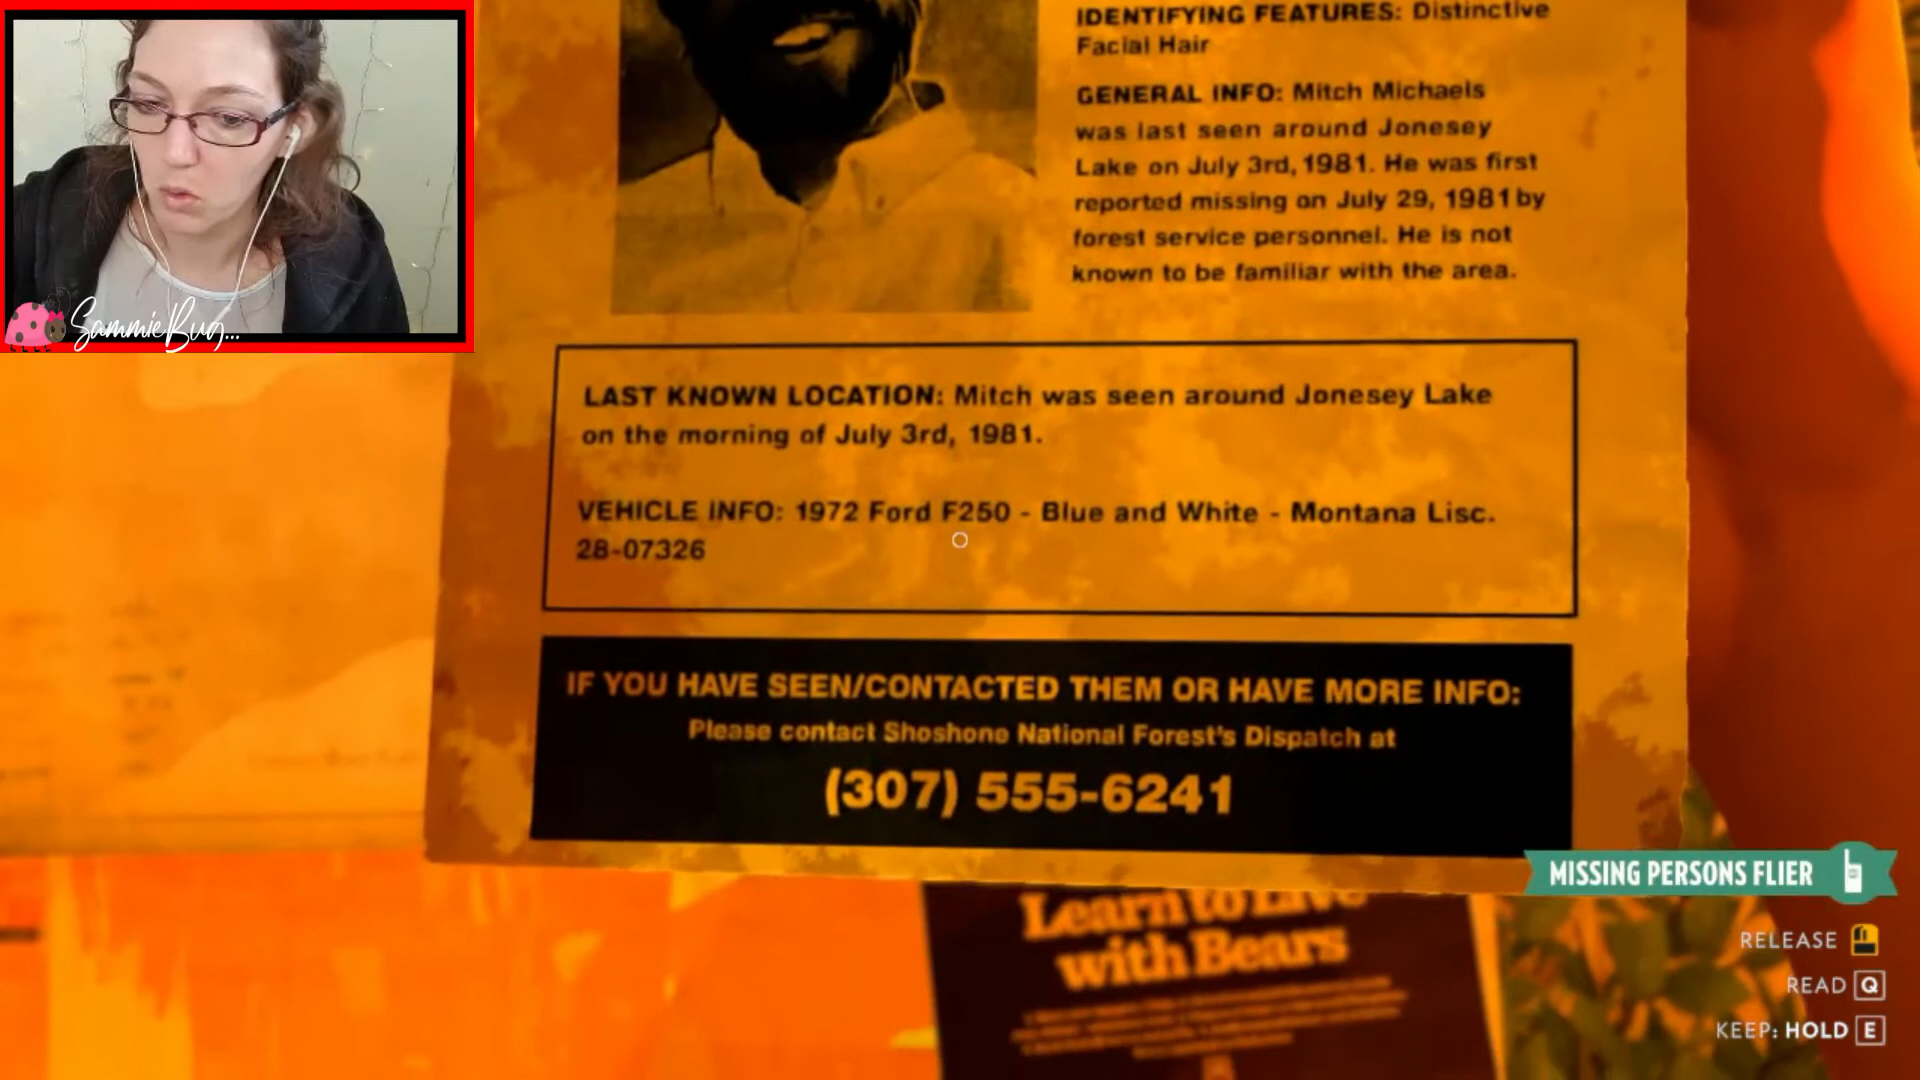 IDENTIFYING FEATURES: Distinctive
Facial Hair
GENERAL INFO: Mitch Michaels
was last seen around Jonesey
Lake on July 3rd, 1981. He was first
reported missing on July 29, 1981 by
forest service personnel. He is not
known to be familiar with the area.
SammieBug...
LAST KNOWN LOCATION: Mitch was seen around Jonesey Lake
on the morning of July 3rd, 1981.
VEHICLE INFO: 1972 Ford F250 - Blue and White - Montana Lisc.
28-07326
IF YOU HAVE SEEN/CONTACTED THEM OR HAVE MORE INFO:
Please contact Shoshone National Forest's Dispatch at
(307) 555-6241
MISSING PERSONS FLIER
Learn to Live
with Bears
RELEASE
READ Q
KEEP: HOLD E